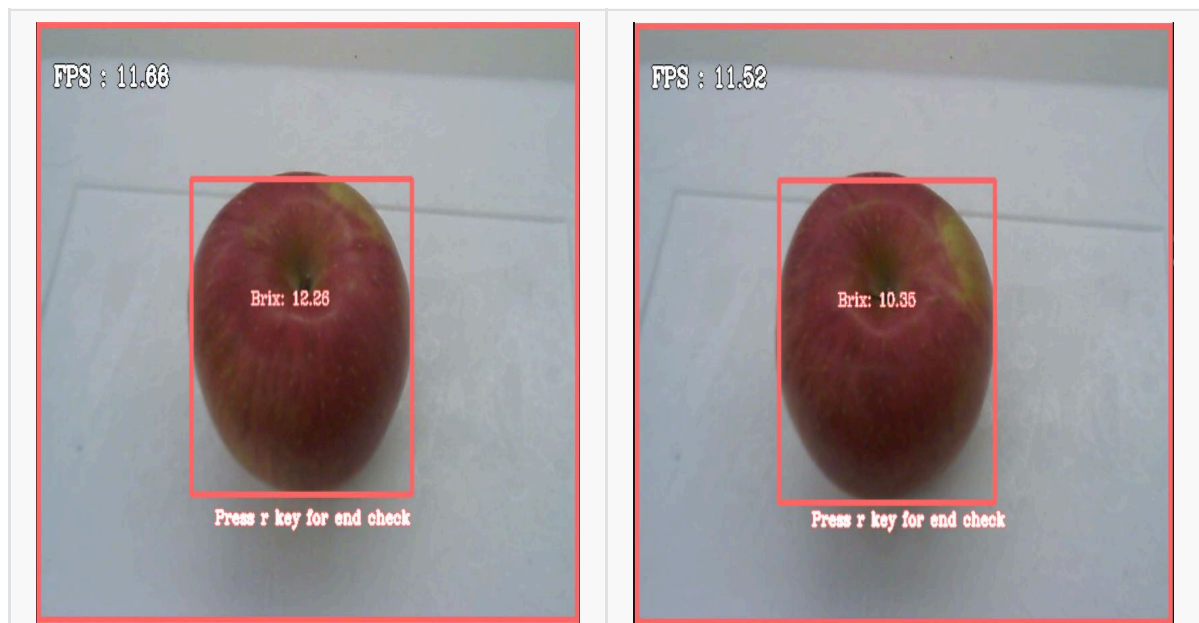 FPS : 11.66
Brix: 12.26
Press r key for end check
FPS : 11.52
Brix: 10.35
Press r key for end check